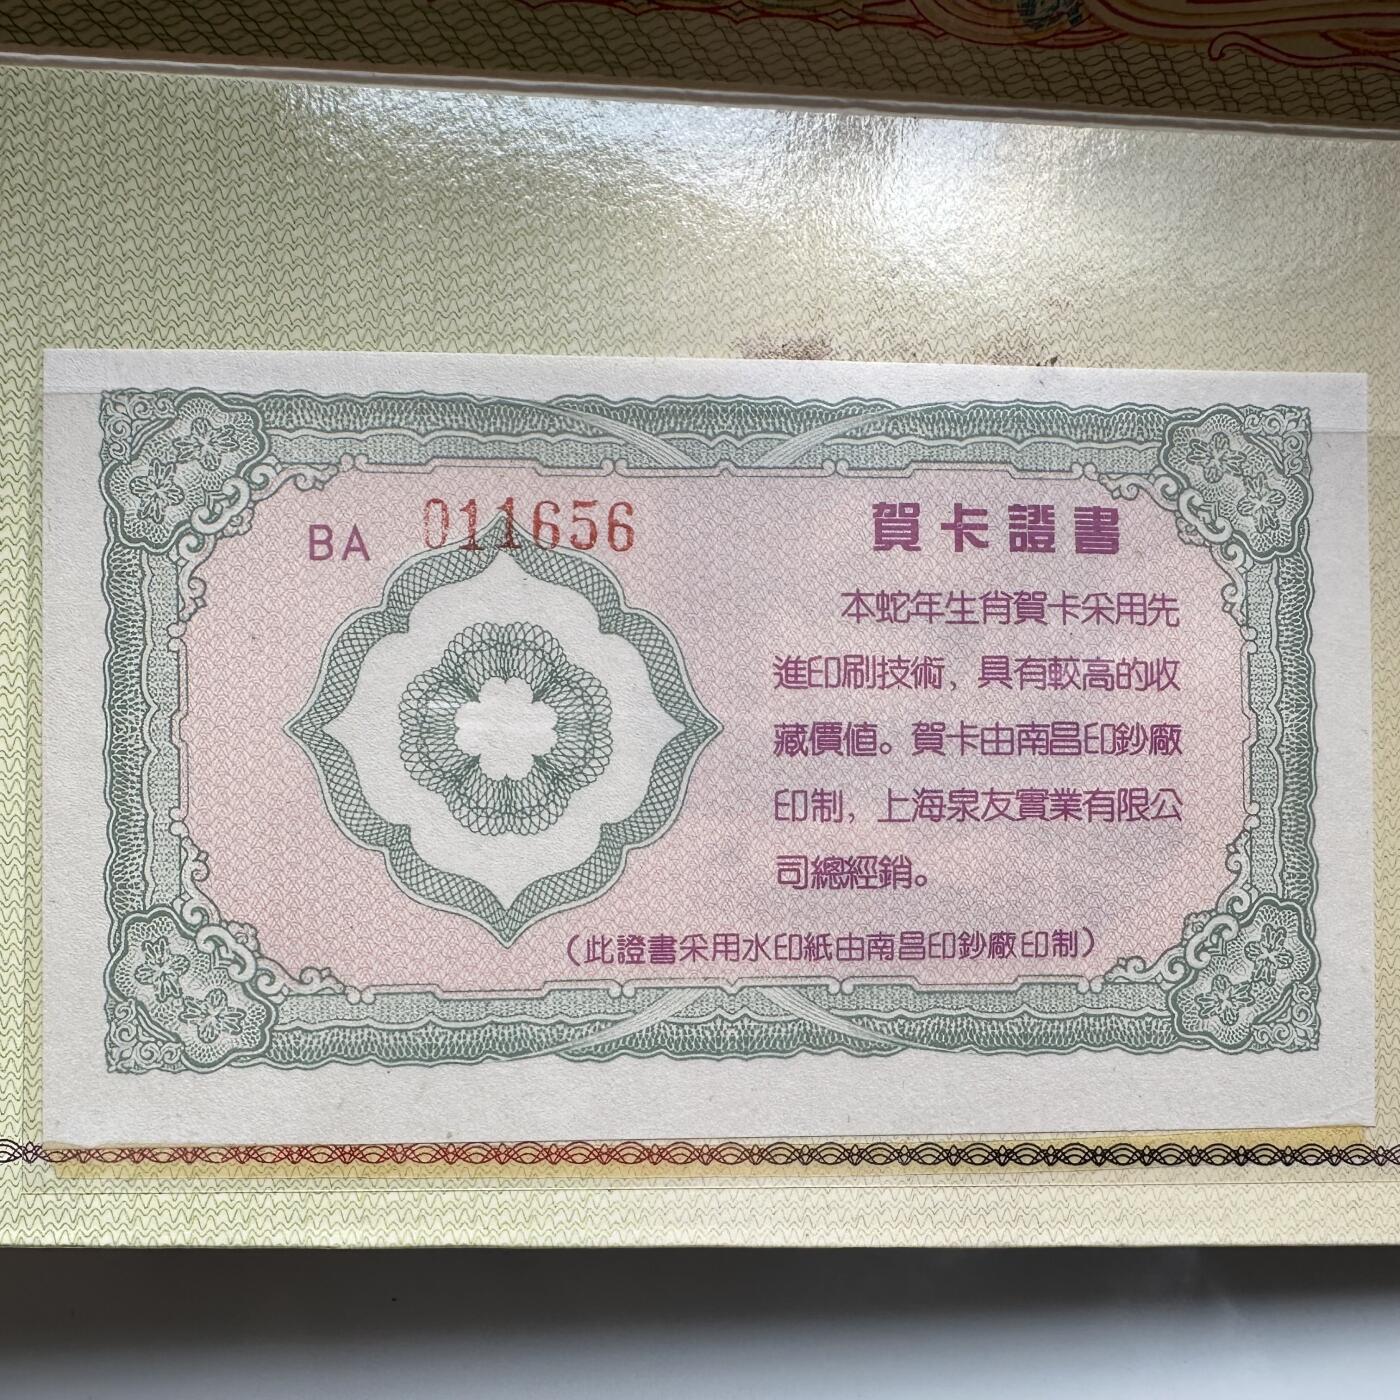 BA 011656
賀卡證書
本蛇年生肖賀卡采用先
進印刷技術，具有較高的收
藏價值。賀卡由南昌印鈔廠
印制，上海泉友實業有限公
司總經銷。
（此證書采用水印紙由南昌印鈔廠印制）